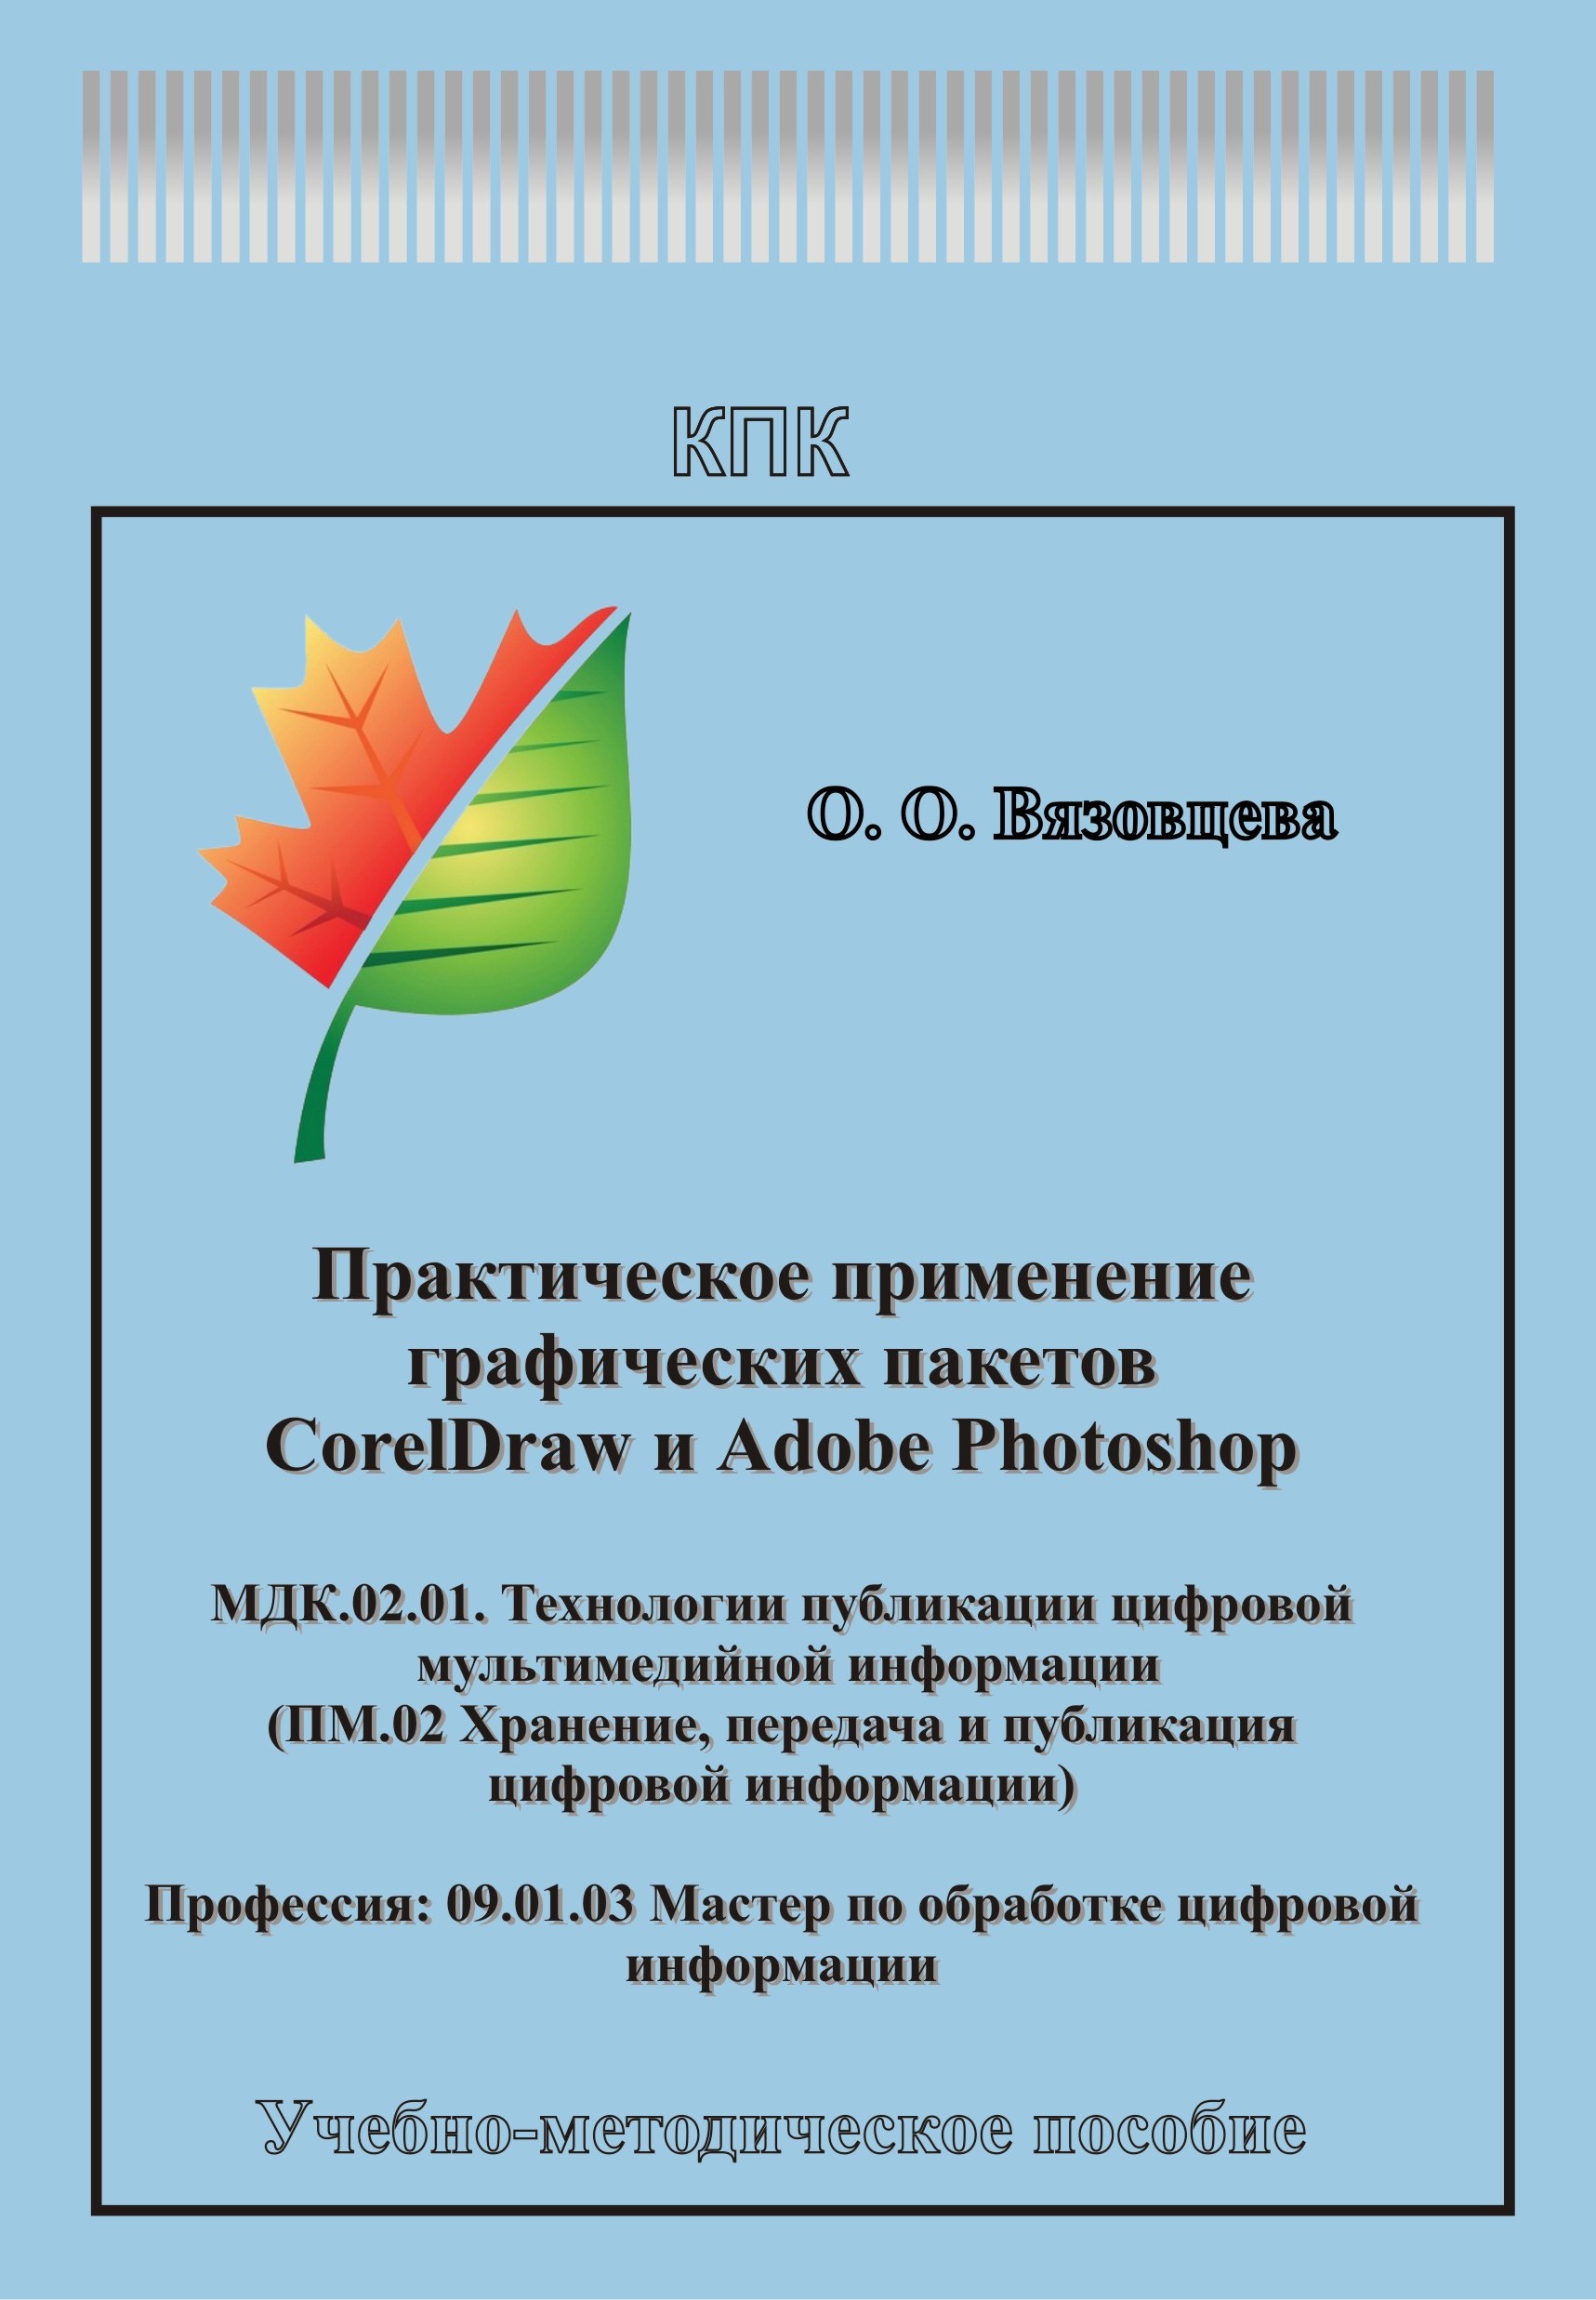 КПК
О. О. Вязовцева
Практическое применение
графических пакетов
CorelDraw и Adobe Photoshop
МДК.02.01. Технологии публикации цифровой
мультимедийной информации
(ПМ.02 Хранение, передача и публикация
цифровой информации)
Профессия: 09.01.03 Мастер по обработке цифровой
информации
Учебно-методическое пособие